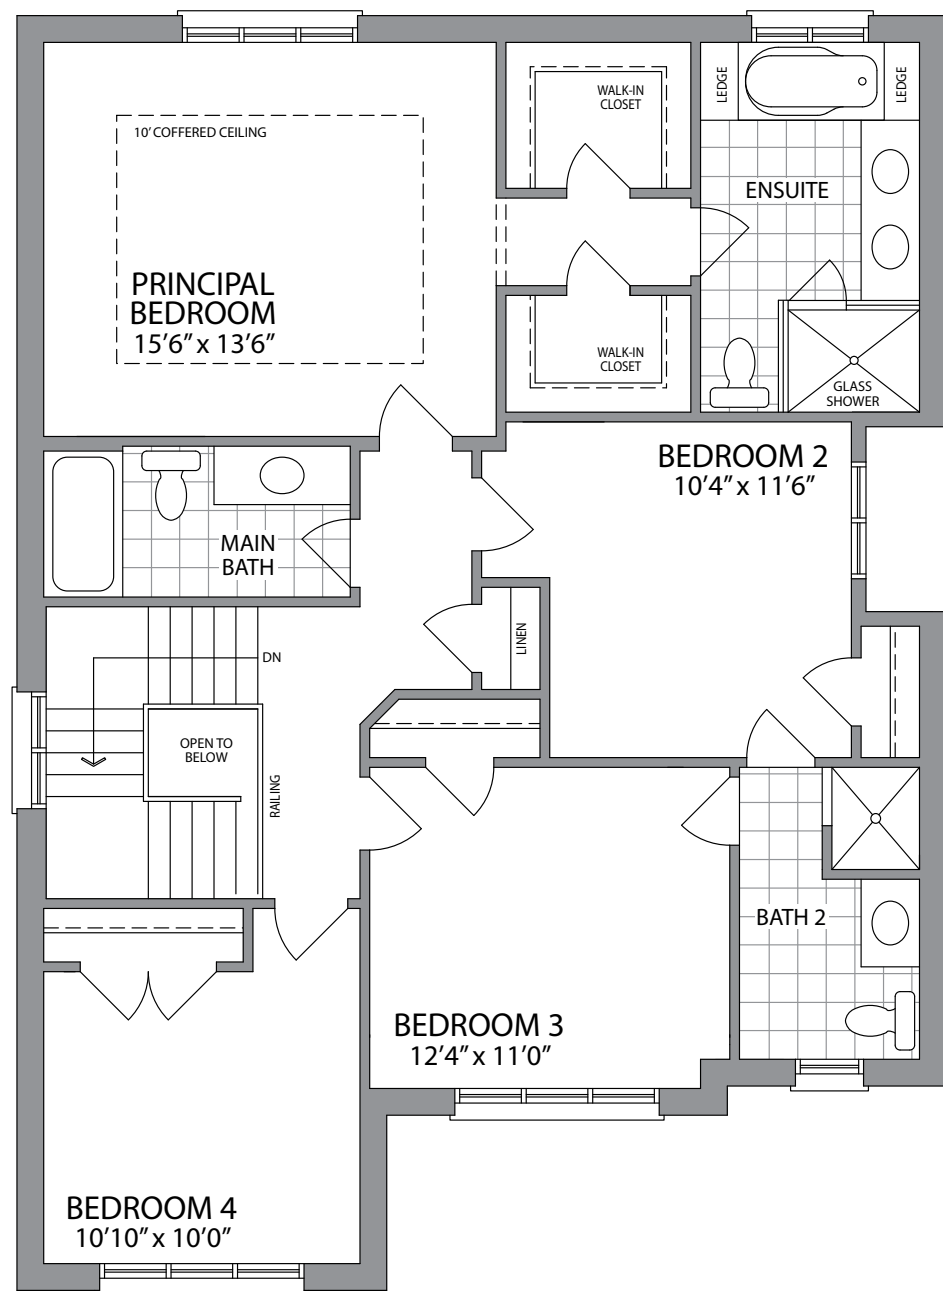 LEDGE
LEDGE
WALK-IN
CLOSET
10' COFFERED CEILING
ENSUITE
PRINCIPAL
BEDROOM
15'6” x 13'6”
WALK-IN
CLOSET
GLASS
SHOWER
BEDROOM 2
10'4” x 11'6”
MAIN
BATH
LINEN
DN
OPEN TO
BELOW
RAILING
BATH 2
BEDROOM 3
12'4” x 11'0”
BEDROOM 4
10'10” x 10'0”